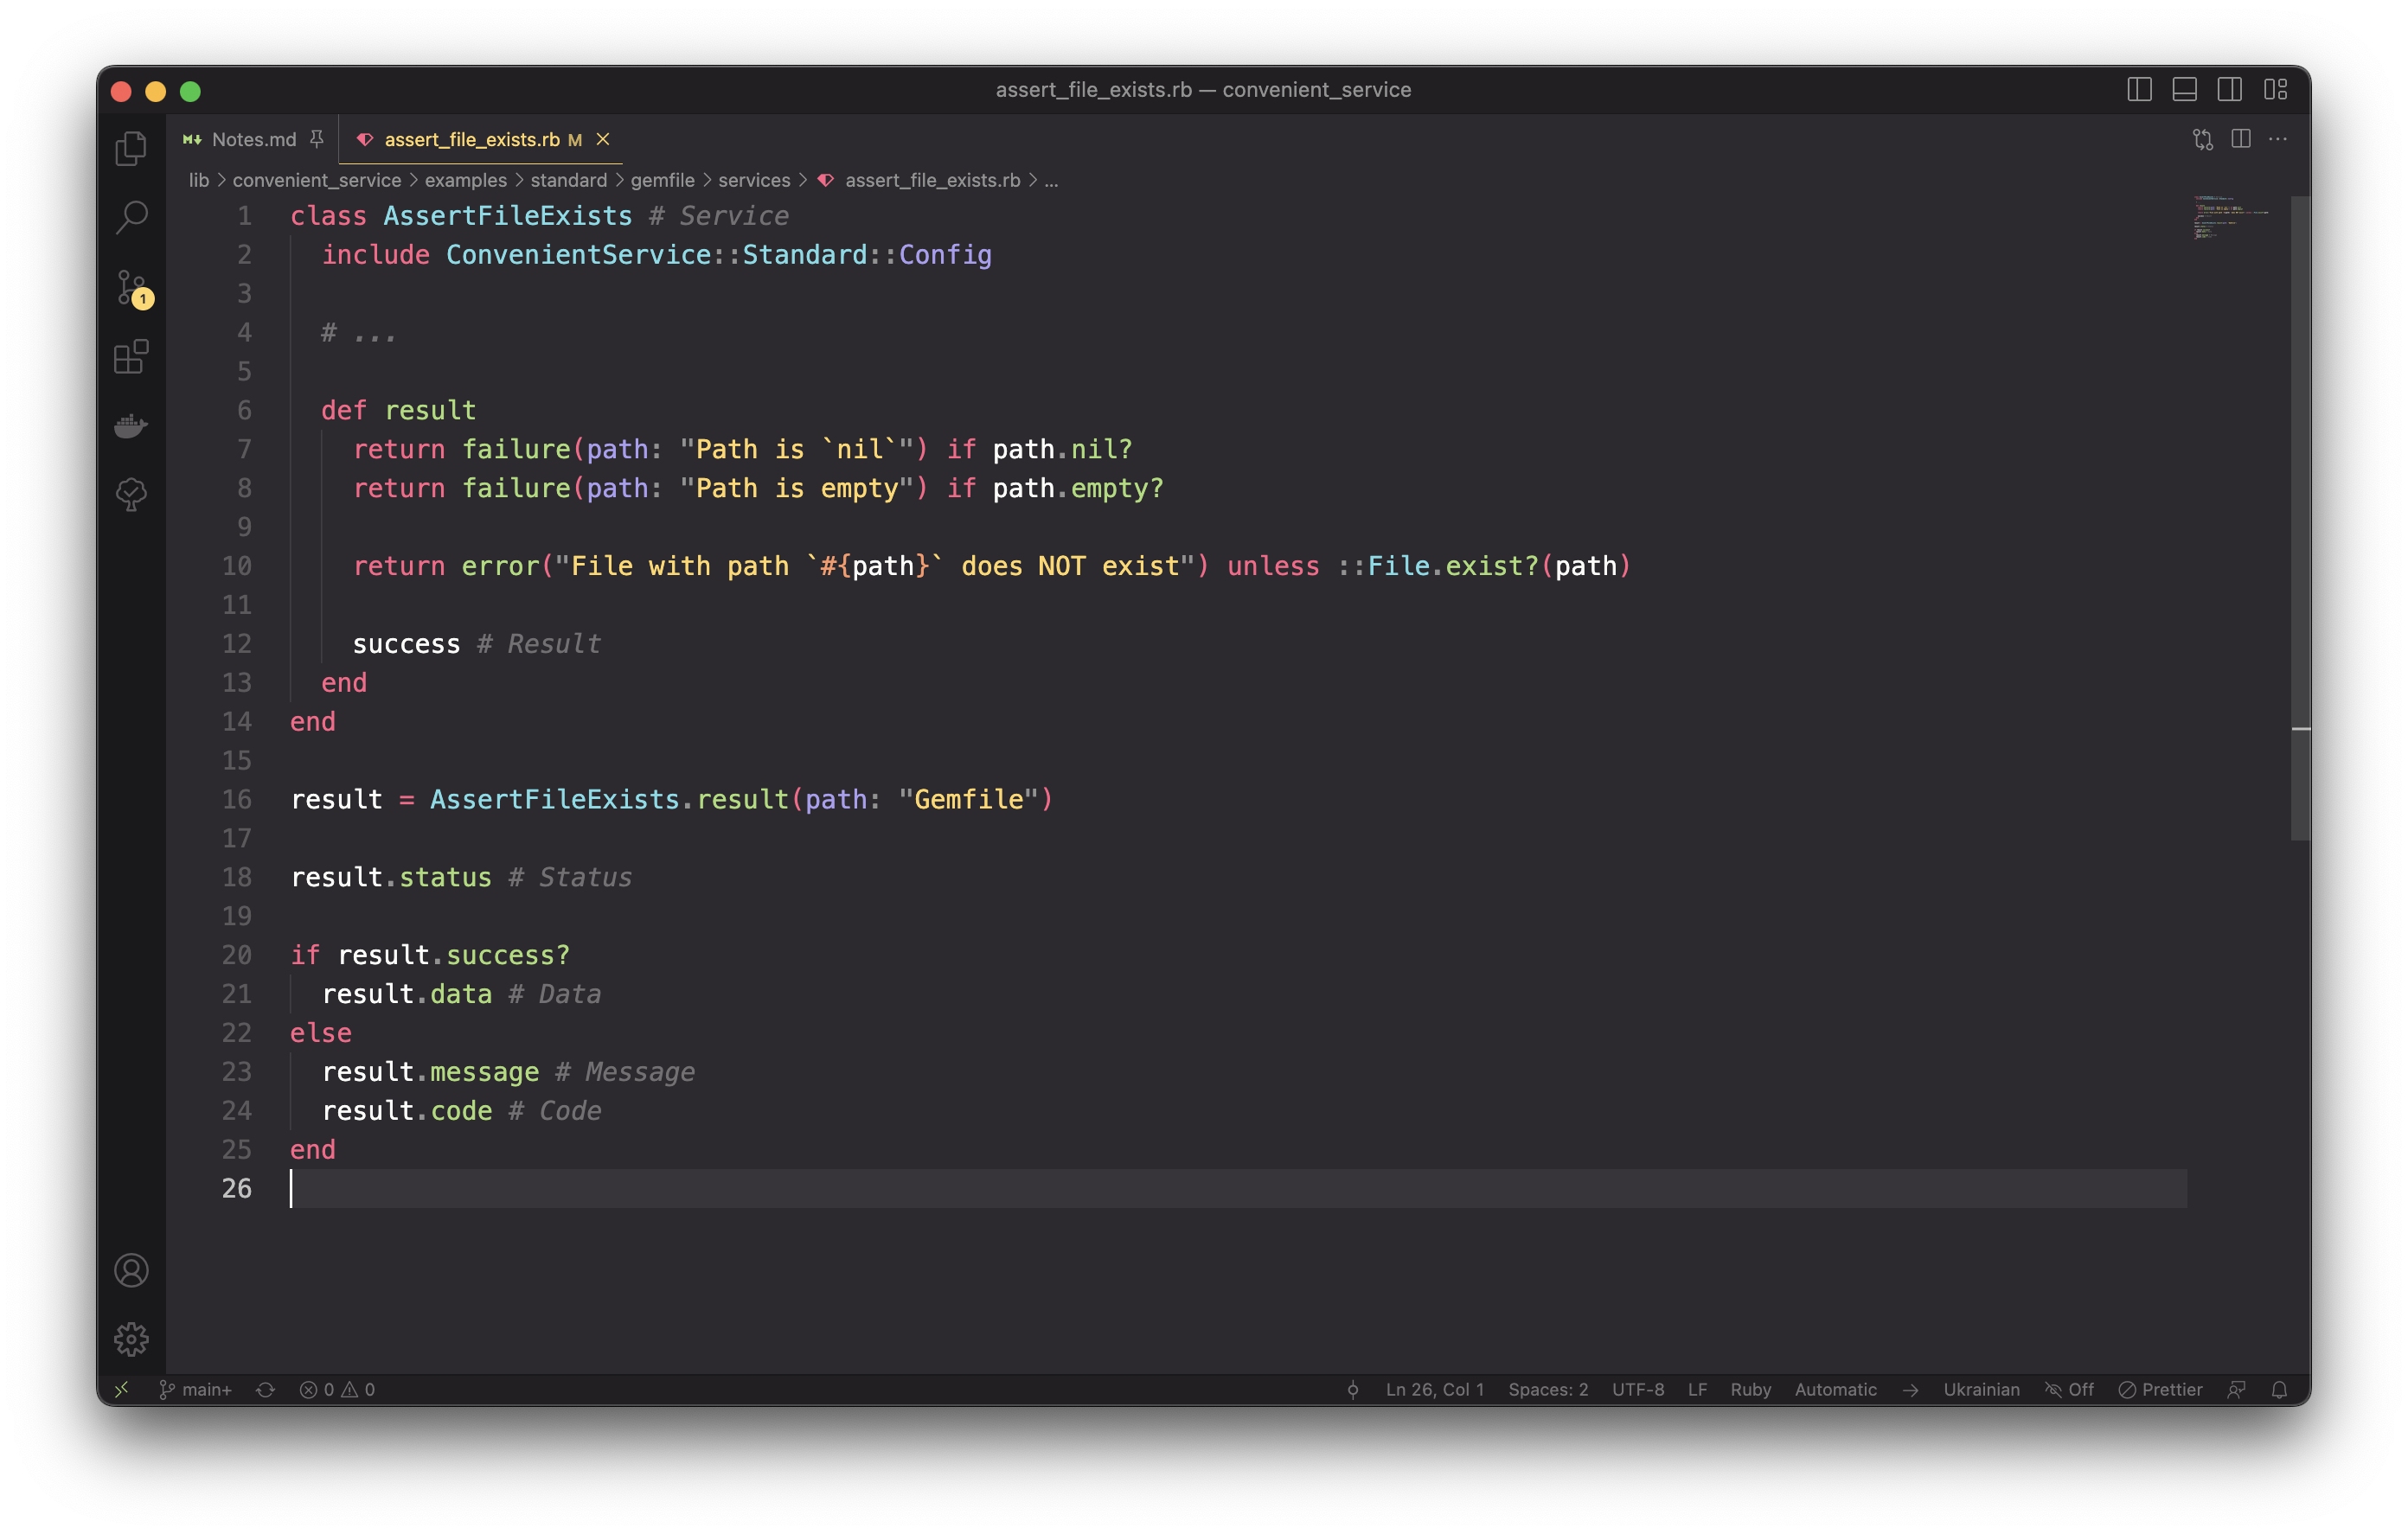 assert_file_exists.rb — convenient_service
Notes.md
assert_file_exists.rb M
lib > convenient_service > examples > standard > gemfile > services > assert_file_exists.rb > ...
1 class AssertFileExists # Service
2   include ConvenientService::Standard::Config
3
4   # ...
5
6   def result
7     return failure(path: "Path is `nil`") if path.nil?
8     return failure(path: "Path is empty") if path.empty?
9
10     return error("File with path `#{path}` does NOT exist") unless ::File.exist?(path)
11
12     success # Result
13   end
14 end
15
16 result = AssertFileExists.result(path: "Gemfile")
17
18 result.status # Status
19
20 if result.success?
21   result.data # Data
22 else
23   result.message # Message
24   result.code # Code
25 end
26
1
main+ 0 0 Ln 26, Col 1 Spaces: 2 UTF-8 LF Ruby Automatic Ukrainian Off Prettier